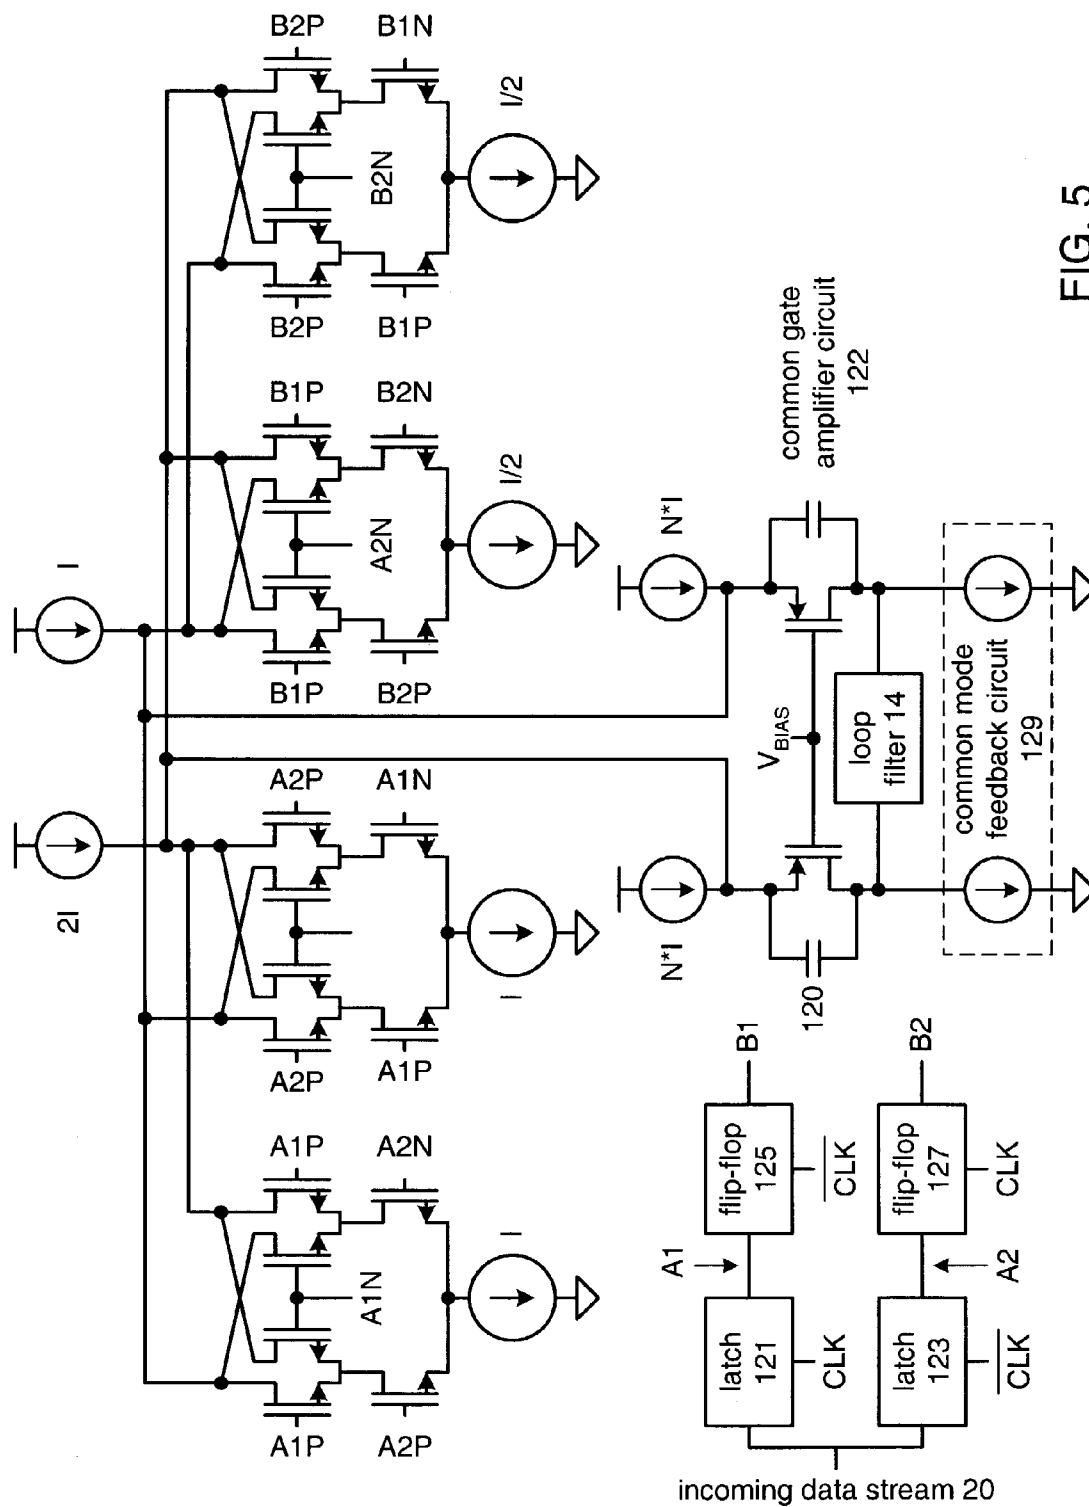 2I
I
A1P
A1P
A1N
A2P
A2N
I
A2P
A2P
A1P
A1N
I
B1P
B1P
A2N
B2P
B2N
I/2
B2P
B2P
B2N
B1P
B1N
I/2
incoming data stream 20
latch
121
CLK
A1
flip-flop
125
CLK
B1
latch
123
CLK
A2
flip-flop
127
CLK
B2
120
N*I
N*I
VBIAS
loop
filter 14
common gate
amplifier circuit
122
common mode
feedback circuit
129
FIG. 5